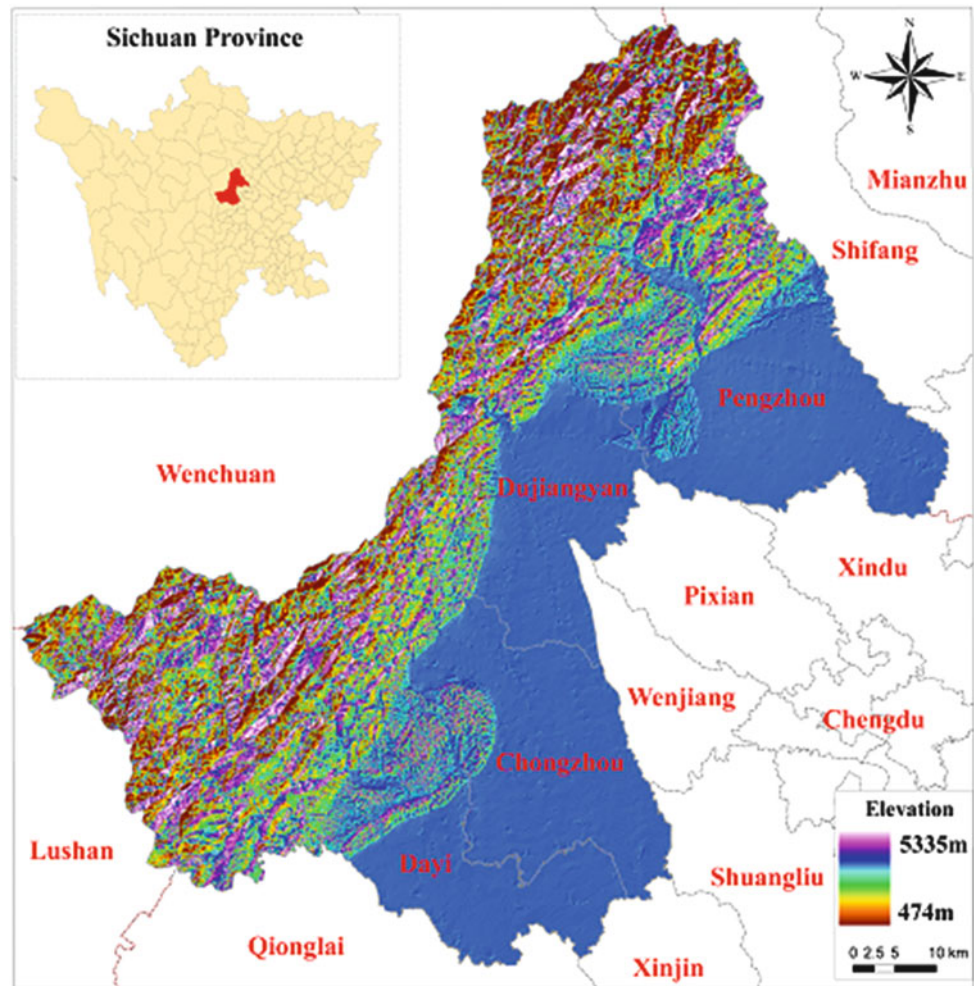 Sichuan Province
N
W
E
S
Mianzhu
Shifang
Pengzhou
Wenchuan
Dujiangyan
Xindu
Pixian
Wenjiang
Chengdu
Chongzhou
Elevation
5335m
474m
Lushan
Dayi
Shuangliu
Qionglai
Xinjin
0 2.5 5 10 km